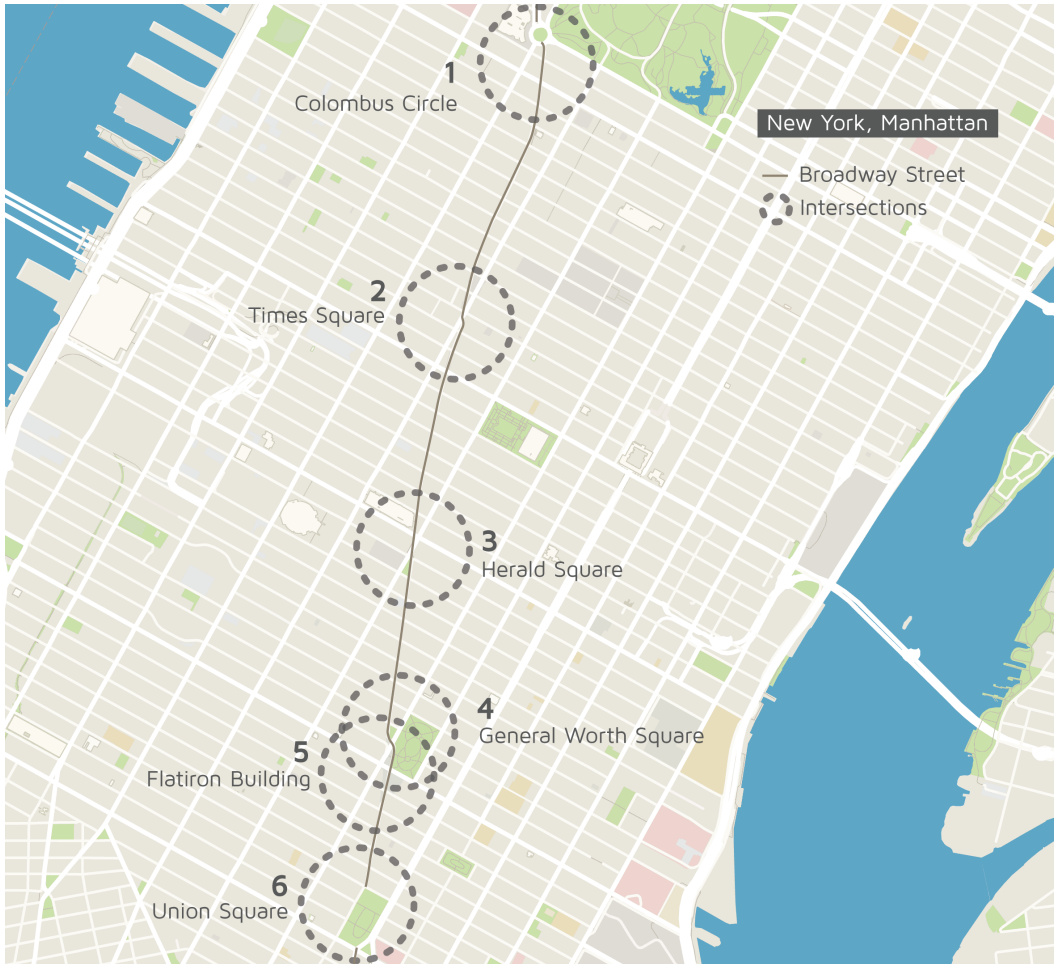 1
Colombus Circle
New York, Manhattan
Broadway Street
Intersections
2
Times Square
3
Herald Square
4
General Worth Square
5
Flatiron Building
6
Union Square